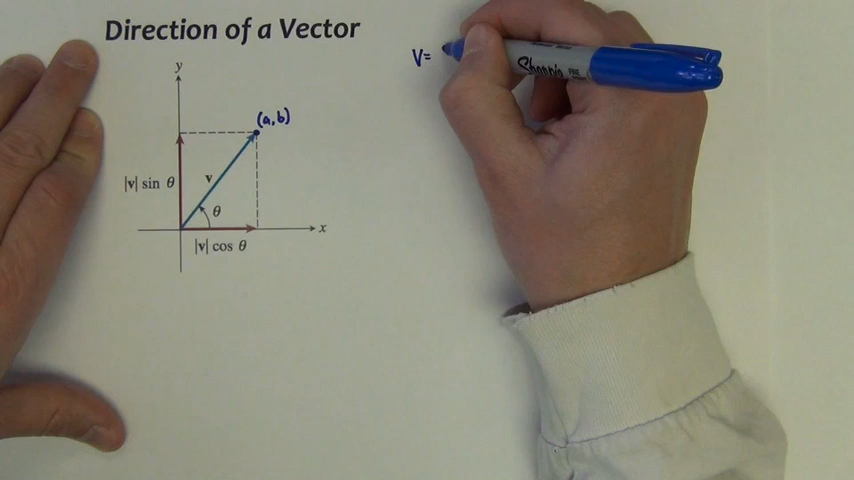 Direction of a Vector
V=
Sharpie
y
(a,b)
|v| sin θ
v
θ
x
|v| cos θ